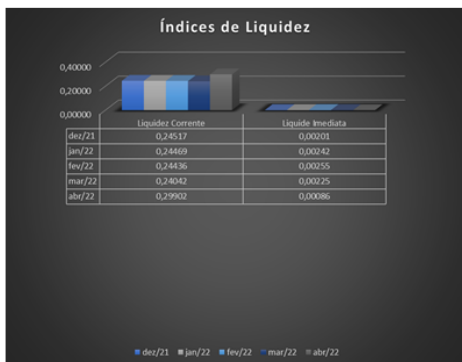 Índices de Liquidez
0,40000
0,20000
0,00000
Liquidez Corrente Liquide Imediata
dez/21 0,24517 0,00201
jan/22 0,24469 0,00242
fev/22 0,24436 0,00255
mar/22 0,24042 0,00225
abr/22 0,29902 0,00086
dez/21 jan/22 fev/22 mar/22 abr/22